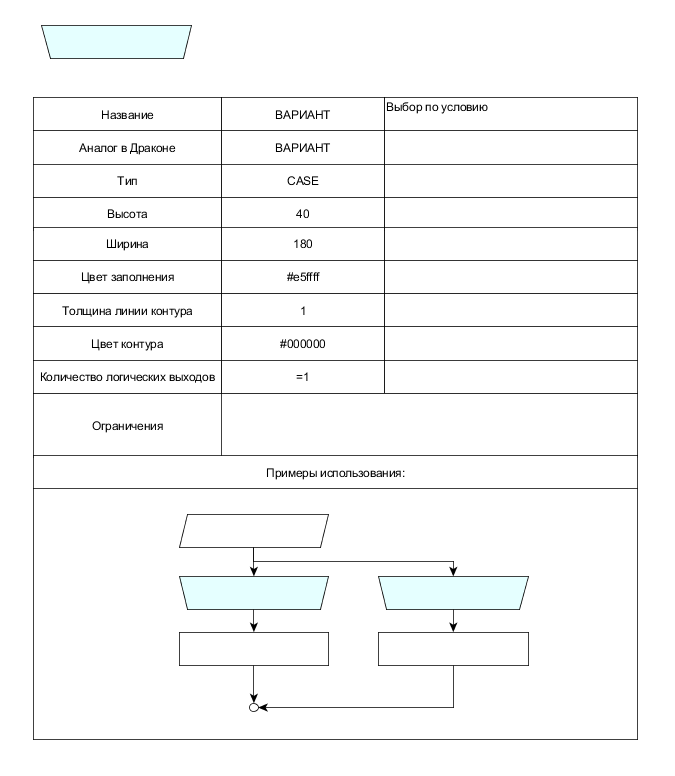 Название ВАРИАНТ Выбор по условию
Аналог в Драконе ВАРИАНТ
Тип CASE
Высота 40
Ширина 180
Цвет заполнения #e5ffff
Толщина линии контура 1
Цвет контура #000000
Количество логических выходов =1
Ограничения
Примеры использования: